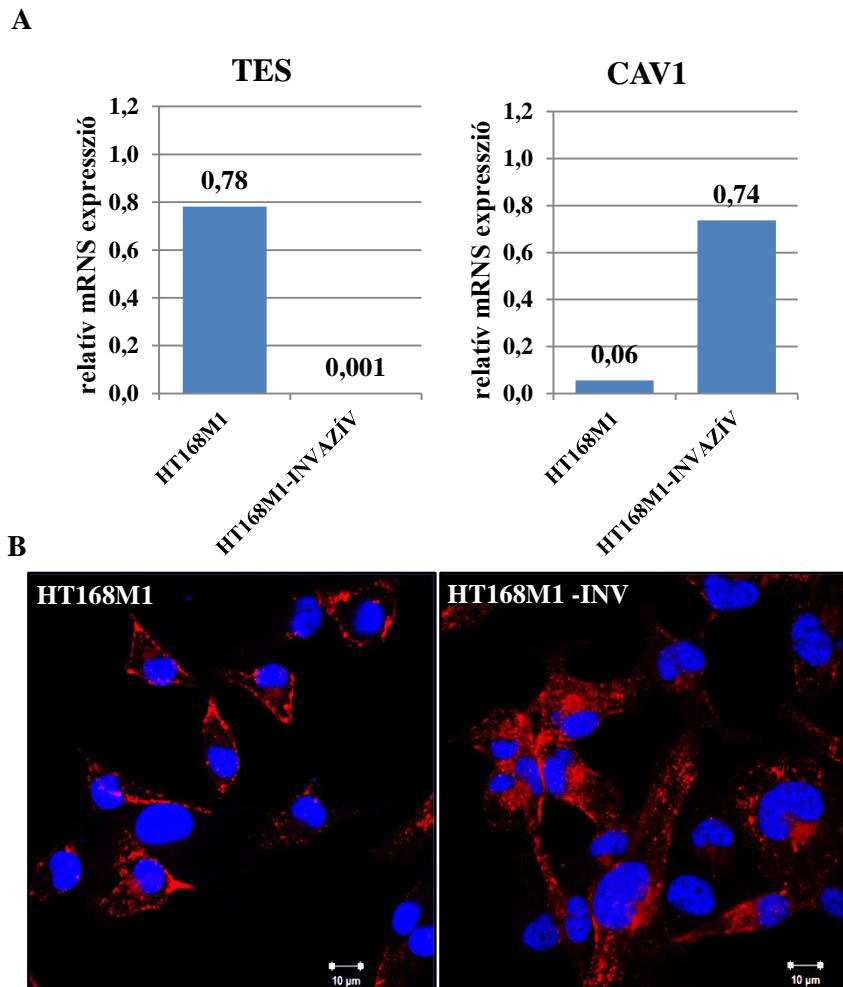 A
TES
relatív mRNS expresszió
1,2
1,0
0,8
0,6
0,4
0,2
0,0
0,78
0,001
HT168M1
HT168M1-INVAZÍV
CAV1
relatív mRNS expresszió
1,2
1,0
0,8
0,6
0,4
0,2
0,0
0,06
0,74
HT168M1
HT168M1-INVAZÍV
B
HT168M1
10 µm
HT168M1 -INV
10 µm